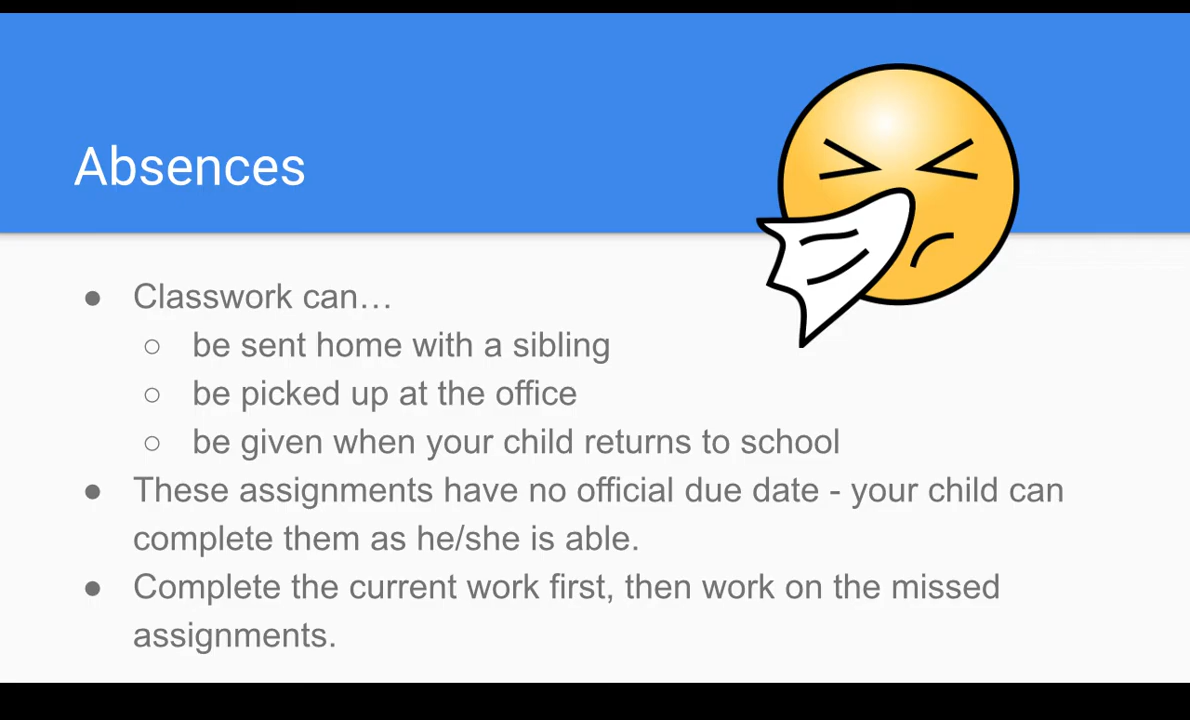 Absences
● Classwork can…
○ be sent home with a sibling
○ be picked up at the office
○ be given when your child returns to school
● These assignments have no official due date - your child can
complete them as he/she is able.
● Complete the current work first, then work on the missed
assignments.